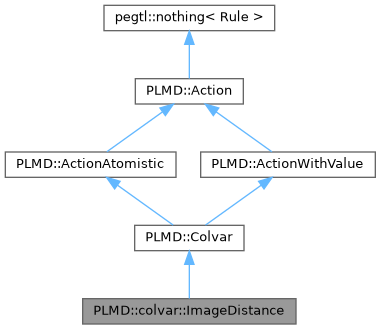 pegtl::nothing< Rule >
PLMD::Action
PLMD::ActionAtomistic
PLMD::ActionWithValue
PLMD::Colvar
PLMD::colvar::ImageDistance